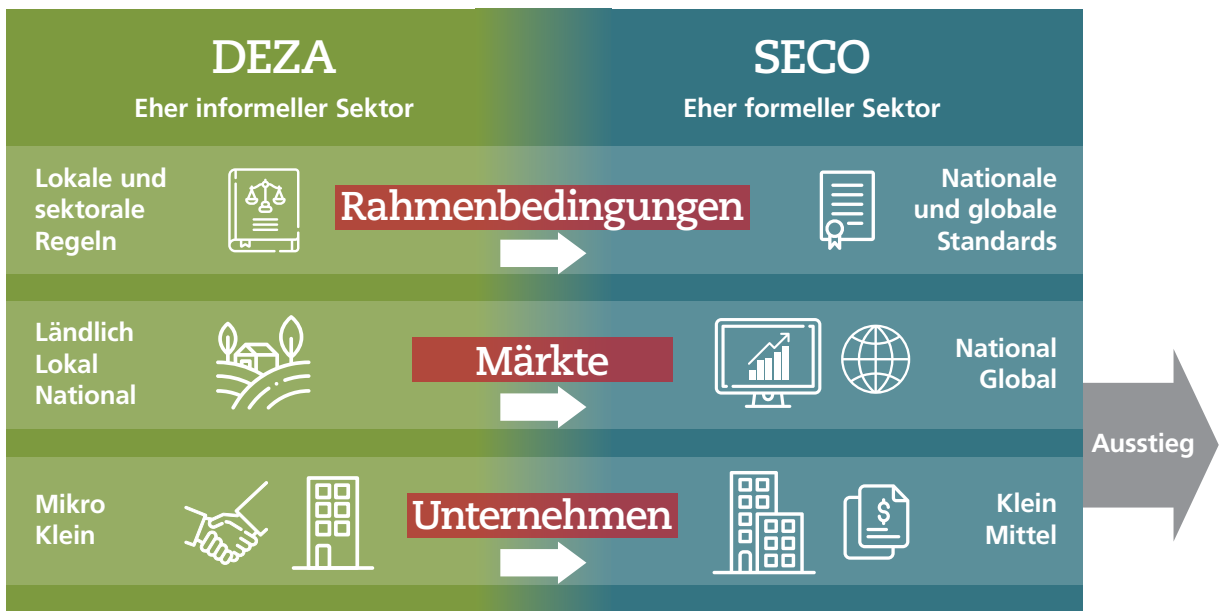 DEZA
Eher informeller Sektor
SECO
Eher formeller Sektor
Lokale und
sektorale
Regeln
Rahmenbedingungen
Nationale
und globale
Standards
Ländlich
Lokal
National
Märkte
National
Global
Mikro
Klein
Unternehmen
$
Klein
Mittel
Ausstieg